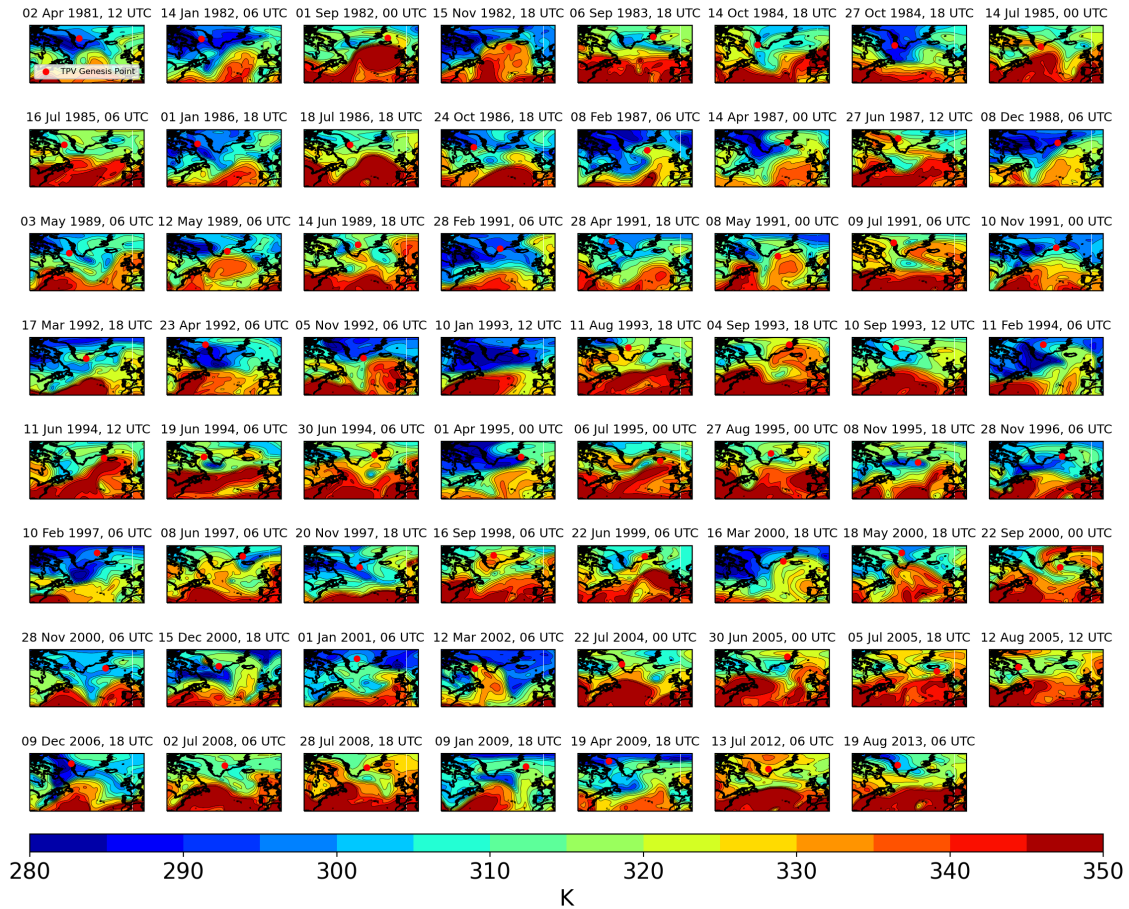 02 Apr 1981, 12 UTC
14 Jan 1982, 06 UTC
01 Sep 1982, 00 UTC
15 Nov 1982, 18 UTC
06 Sep 1983, 18 UTC
14 Oct 1984, 18 UTC
27 Oct 1984, 18 UTC
14 Jul 1985, 00 UTC
TPV Genesis Point
16 Jul 1985, 06 UTC
01 Jan 1986, 18 UTC
18 Jul 1986, 18 UTC
24 Oct 1986, 18 UTC
08 Feb 1987, 06 UTC
14 Apr 1987, 00 UTC
27 Jun 1987, 12 UTC
08 Dec 1988, 06 UTC
03 May 1989, 06 UTC
12 May 1989, 06 UTC
14 Jun 1989, 18 UTC
28 Feb 1991, 06 UTC
28 Apr 1991, 18 UTC
08 May 1991, 00 UTC
09 Jul 1991, 06 UTC
10 Nov 1991, 00 UTC
17 Mar 1992, 18 UTC
23 Apr 1992, 06 UTC
05 Nov 1992, 06 UTC
10 Jan 1993, 12 UTC
11 Aug 1993, 18 UTC
04 Sep 1993, 18 UTC
10 Sep 1993, 12 UTC
11 Feb 1994, 06 UTC
11 Jun 1994, 12 UTC
19 Jun 1994, 06 UTC
30 Jun 1994, 06 UTC
01 Apr 1995, 00 UTC
06 Jul 1995, 00 UTC
27 Aug 1995, 00 UTC
08 Nov 1995, 18 UTC
28 Nov 1996, 06 UTC
10 Feb 1997, 06 UTC
08 Jun 1997, 06 UTC
20 Nov 1997, 18 UTC
16 Sep 1998, 06 UTC
22 Jun 1999, 06 UTC
16 Mar 2000, 18 UTC
18 May 2000, 18 UTC
22 Sep 2000, 00 UTC
28 Nov 2000, 06 UTC
15 Dec 2000, 18 UTC
01 Jan 2001, 06 UTC
12 Mar 2002, 06 UTC
22 Jul 2004, 00 UTC
30 Jun 2005, 00 UTC
05 Jul 2005, 18 UTC
12 Aug 2005, 12 UTC
09 Dec 2006, 18 UTC
02 Jul 2008, 06 UTC
28 Jul 2008, 18 UTC
09 Jan 2009, 18 UTC
19 Apr 2009, 18 UTC
13 Jul 2012, 06 UTC
19 Aug 2013, 06 UTC
280 290 300 310 320 330 340 350
K